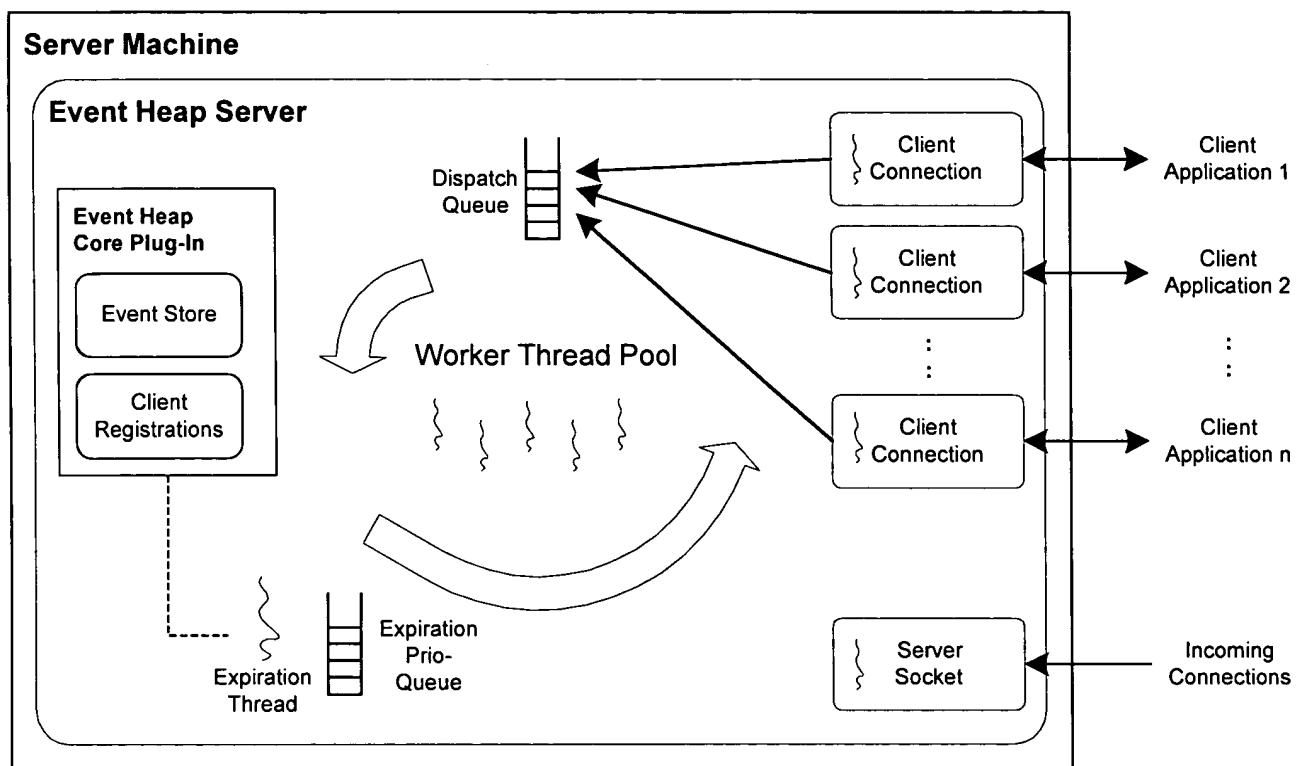 Server Machine
Event Heap Server
Event Heap
Core Plug-In
Event Store
Client
Registrations
Dispatch
Queue
Worker Thread Pool
Expiration
Thread
Expiration
Prio-
Queue
Client
Connection
Client
Application 1
Client
Connection
Client
Application 2
Client
Connection
Client
Application n
Server
Socket
Incoming
Connections